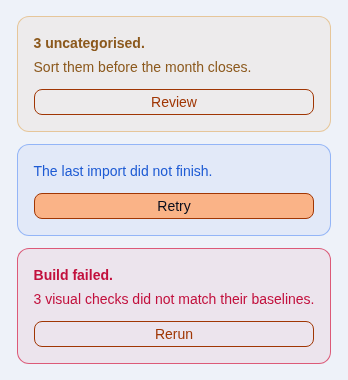 3 uncategorised.
Sort them before the month closes.
Review
The last import did not finish.
Retry
Build failed.
3 visual checks did not match their baselines.
Rerun